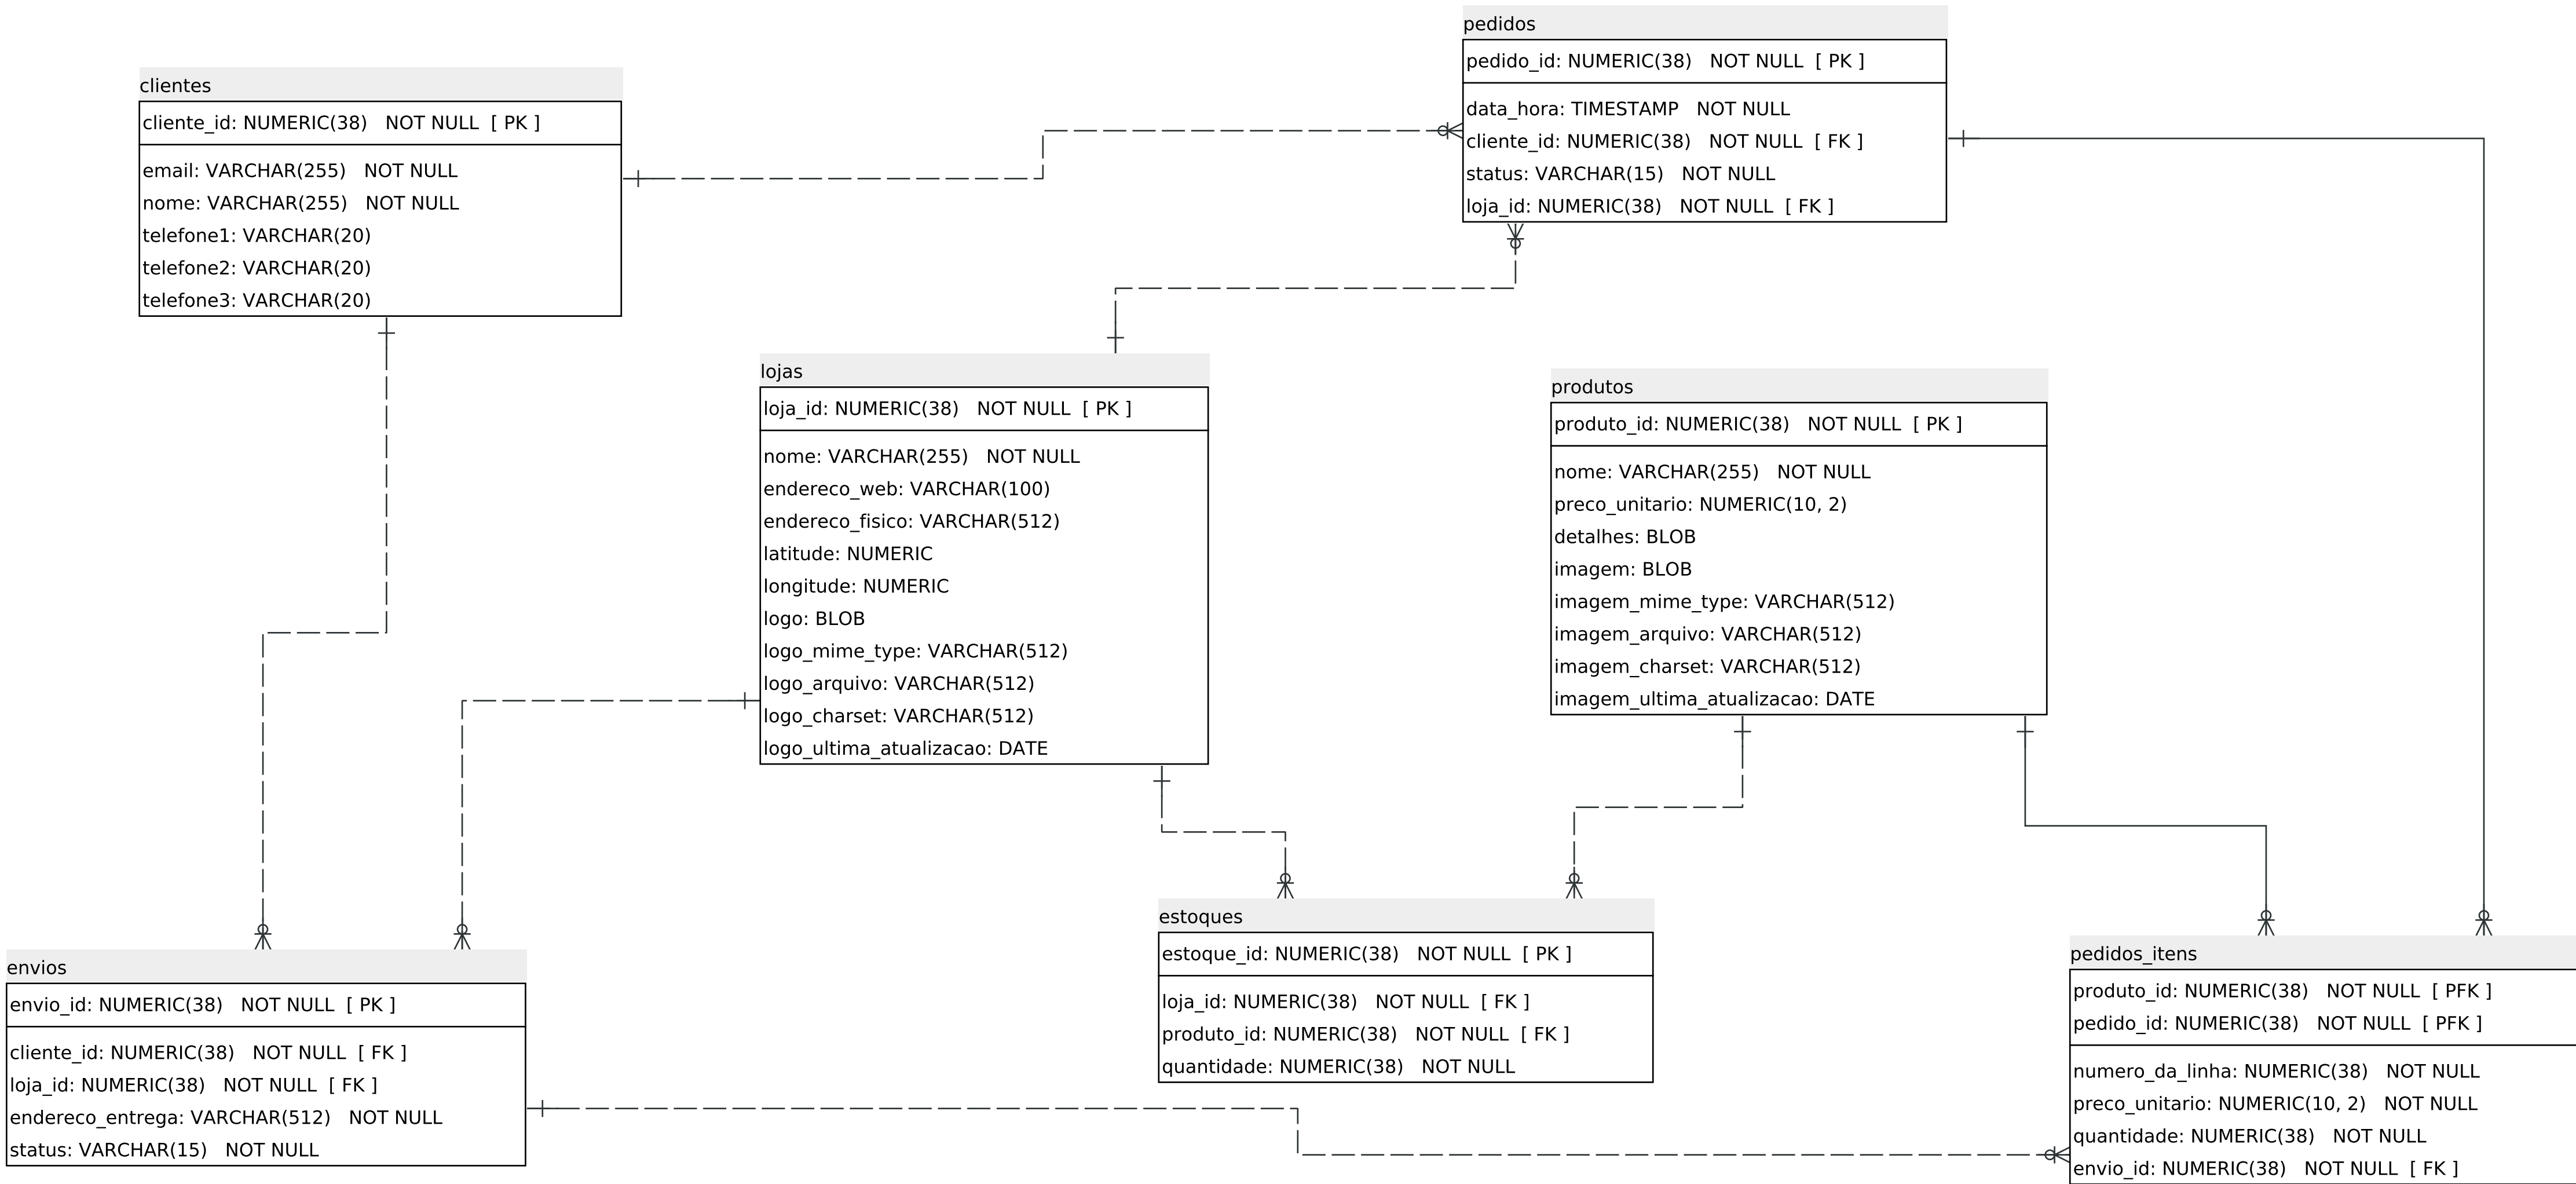 pedidos
pedido_id: NUMERIC(38) NOT NULL [ PK ]
data_hora: TIMESTAMP NOT NULL
cliente_id: NUMERIC(38) NOT NULL [ FK ]
status: VARCHAR(15) NOT NULL
loja_id: NUMERIC(38) NOT NULL [ FK ]
clientes
cliente_id: NUMERIC(38) NOT NULL [ PK ]
email: VARCHAR(255) NOT NULL
nome: VARCHAR(255) NOT NULL
telefone1: VARCHAR(20)
telefone2: VARCHAR(20)
telefone3: VARCHAR(20)
lojas
loja_id: NUMERIC(38) NOT NULL [ PK ]
nome: VARCHAR(255) NOT NULL
endereco_web: VARCHAR(100)
endereco_fisico: VARCHAR(512)
latitude: NUMERIC
longitude: NUMERIC
logo: BLOB
logo_mime_type: VARCHAR(512)
logo_arquivo: VARCHAR(512)
logo_charset: VARCHAR(512)
logo_ultima_atualizacao: DATE
produtos
produto_id: NUMERIC(38) NOT NULL [ PK ]
nome: VARCHAR(255) NOT NULL
preco_unitario: NUMERIC(10, 2)
detalhes: BLOB
imagem: BLOB
imagem_mime_type: VARCHAR(512)
imagem_arquivo: VARCHAR(512)
imagem_charset: VARCHAR(512)
imagem_ultima_atualizacao: DATE
estoques
estoque_id: NUMERIC(38) NOT NULL [ PK ]
loja_id: NUMERIC(38) NOT NULL [ FK ]
produto_id: NUMERIC(38) NOT NULL [ FK ]
quantidade: NUMERIC(38) NOT NULL
envios
envio_id: NUMERIC(38) NOT NULL [ PK ]
cliente_id: NUMERIC(38) NOT NULL [ FK ]
loja_id: NUMERIC(38) NOT NULL [ FK ]
endereco_entrega: VARCHAR(512) NOT NULL
status: VARCHAR(15) NOT NULL
pedidos_itens
produto_id: NUMERIC(38) NOT NULL [ PFK ]
pedido_id: NUMERIC(38) NOT NULL [ PFK ]
numero_da_linha: NUMERIC(38) NOT NULL
preco_unitario: NUMERIC(10, 2) NOT NULL
quantidade: NUMERIC(38) NOT NULL
envio_id: NUMERIC(38) NOT NULL [ FK ]